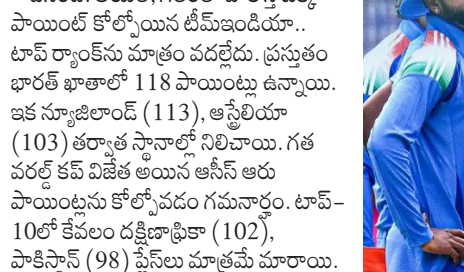 పాయింట్ కోల్పోయిన టీమ్ఇండియా..
టాప్ ర్యాంక్‌ను మాత్రం వదల్లేదు. ప్రస్తుతం
భారత్ ఖాతాలో 118 పాయింట్లు ఉన్నాయి.
ఇక న్యూజిలాండ్ (113), ఆస్ట్రేలియా
(103) తర్వాత స్థానాల్లో నిలిచాయి. గత
వరల్డ్ కప్ విజేత అయిన ఆసీస్ ఆరు
పాయింట్లను కోల్పోవడం గమనార్హం. టాప్–
10లో కేవలం దక్షిణాఫ్రికా (102),
పాకిస్తాన్ (98) ప్లేస్‌లు మాత్రమే మారాయి.